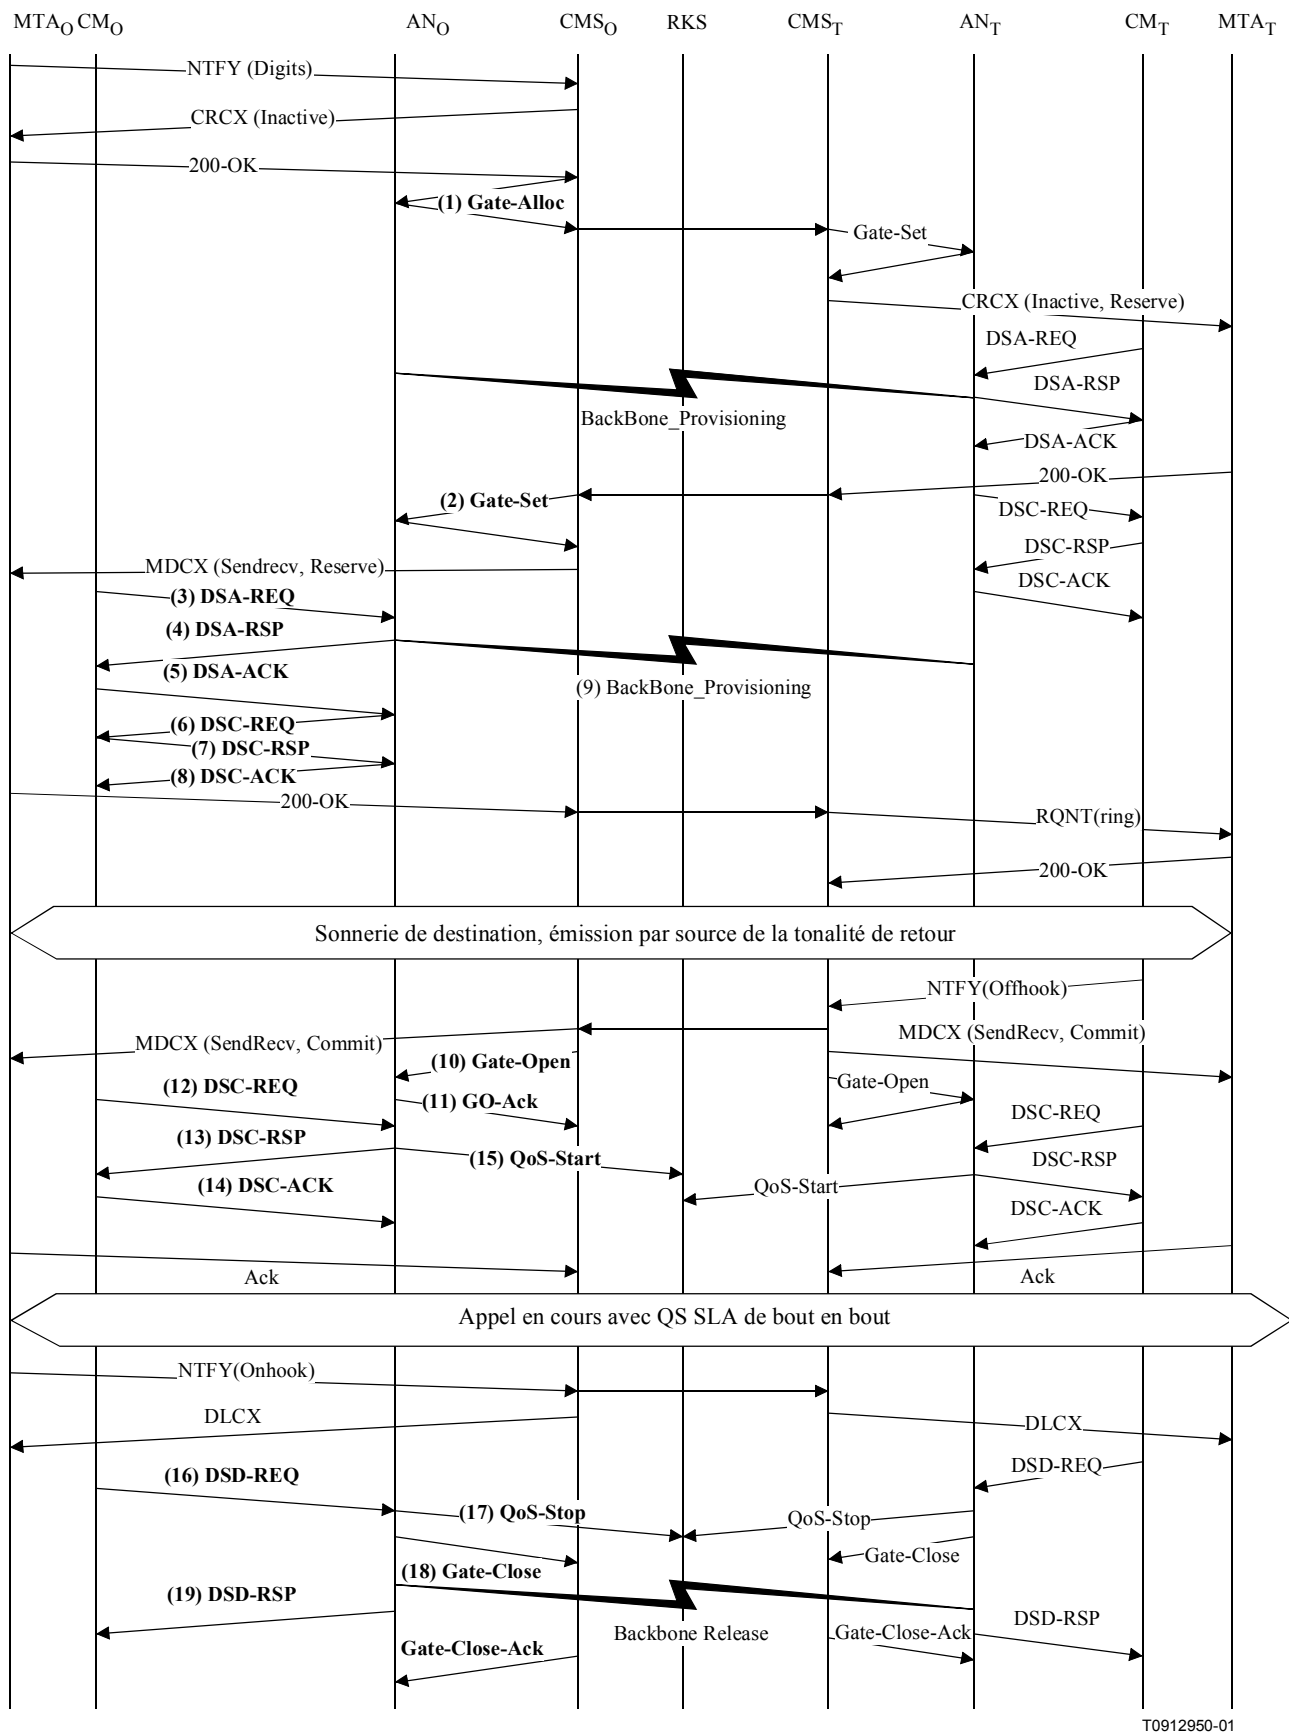 MTAO CMO ANO CMSO RKS CMST ANT CMT MTAT
NTFY (Digits)
CRCX (Inactive)
200-OK
(1) Gate-Alloc
Gate-Set
CRCX (Inactive, Reserve)
DSA-REQ
DSA-RSP
BackBone_Provisioning
DSA-ACK
200-OK
(2) Gate-Set
DSC-REQ
DSC-RSP
MDCX (Sendrecv, Reserve)
DSC-ACK
(3) DSA-REQ
(4) DSA-RSP
(5) DSA-ACK
(9) BackBone_Provisioning
(6) DSC-REQ
(7) DSC-RSP
(8) DSC-ACK
200-OK
RQNT(ring)
200-OK
Sonnerie de destination, émission par source de la tonalité de retour
NTFY(Offhook)
MDCX (SendRecv, Commit)
MDCX (SendRecv, Commit)
(10) Gate-Open
Gate-Open
(12) DSC-REQ
(11) GO-Ack
DSC-REQ
(13) DSC-RSP
(15) QoS-Start
DSC-RSP
(14) DSC-ACK
QoS-Start
DSC-ACK
Ack
Ack
Appel en cours avec QS SLA de bout en bout
NTFY(Onhook)
DLCX
DLCX
(16) DSD-REQ
DSD-REQ
(17) QoS-Stop
QoS-Stop
Gate-Close
(18) Gate-Close
(19) DSD-RSP
DSD-RSP
Backbone Release
Gate-Close-Ack
Gate-Close-Ack
T0912950-01